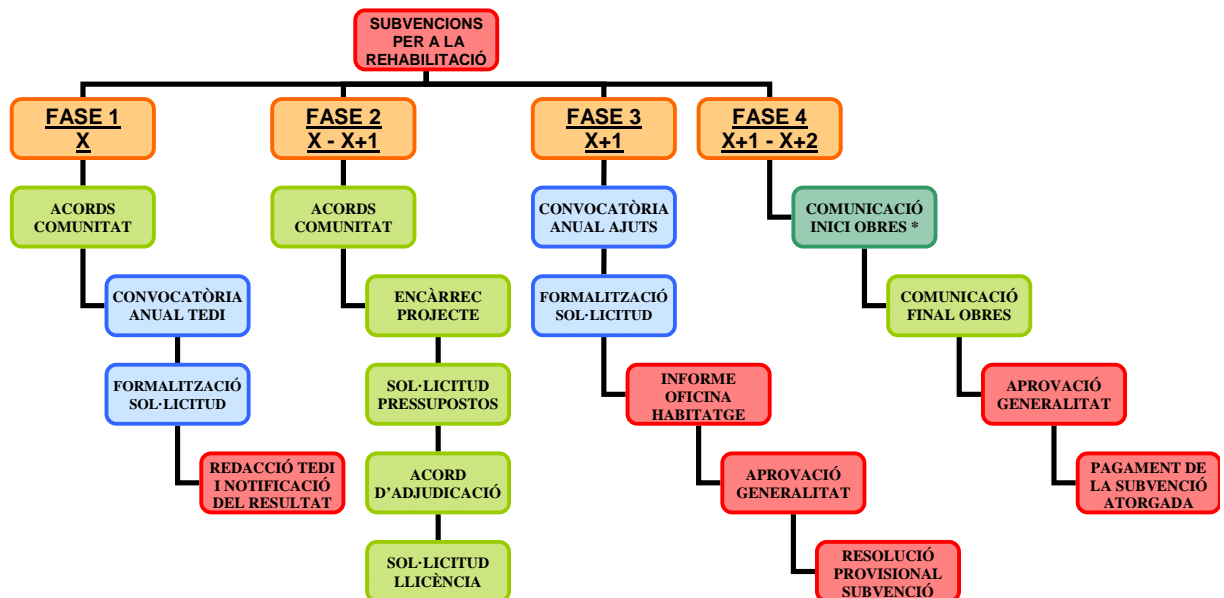 SUBVENCIONS
PER A LA
REHABILITACIÓ
FASE 1
X
ACORDS
COMUNITAT
CONVOCATÒRIA
ANUAL TEDI
FORMALITZACIÓ
SOL·LICITUD
REDACCIÓ TEDI
I NOTIFICACIÓ
DEL RESULTAT
FASE 2
X - X+1
ACORDS
COMUNITAT
ENCÀRREC
PROJECTE
SOL·LICITUD
PRESSUPOSTOS
ACORD
D'ADJUDICACIÓ
SOL·LICITUD
LLICÈNCIA
FASE 3
X+1
CONVOCATÒRIA
ANUAL AJUTS
FORMALITZACIÓ
SOL·LICITUD
INFORME
OFICINA
HABITATGE
APROVACIÓ
GENERALITAT
RESOLUCIÓ
PROVISIONAL
SUBVENCIÓ
FASE 4
X+1 - X+2
COMUNICACIÓ
INICI OBRES *
COMUNICACIÓ
FINAL OBRES
APROVACIÓ
GENERALITAT
PAGAMENT DE
LA SUBVENCIÓ
ATORGADA